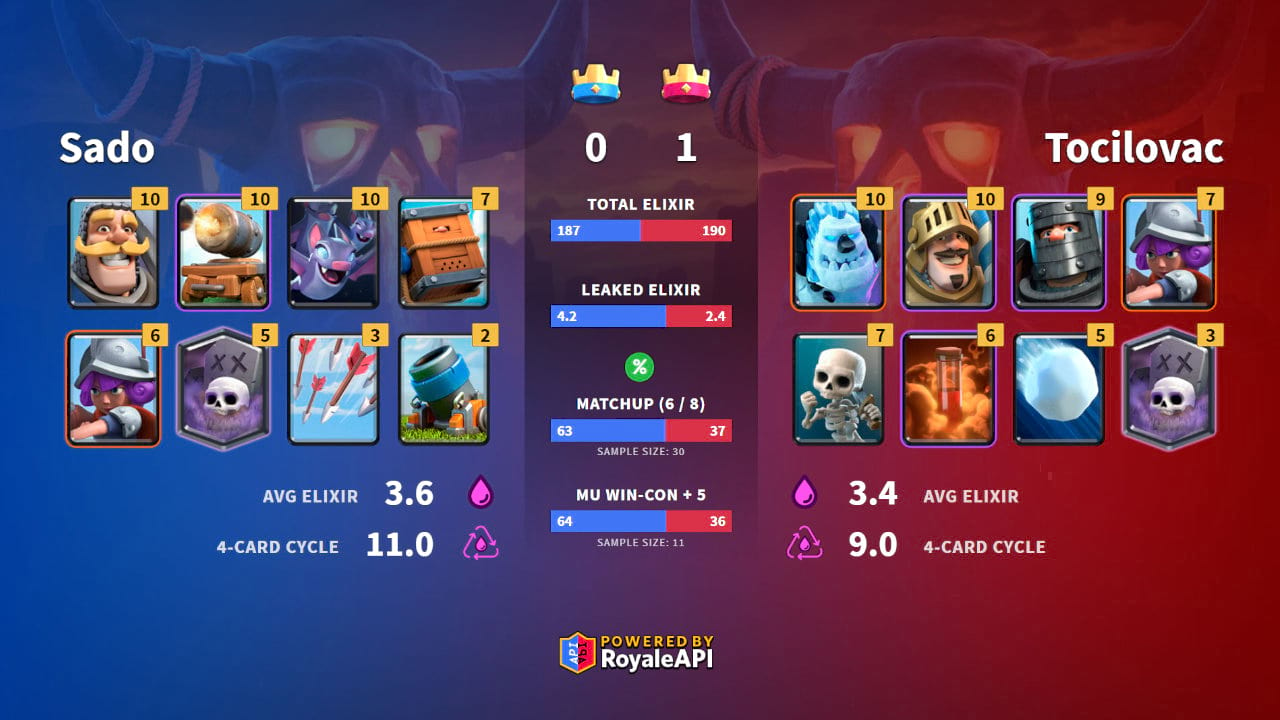 0 1
Sado
Tocilovac
10 10 10 7
6 5 3 2
AVG ELIXIR 3.6
4-CARD CYCLE 11.0
TOTAL ELIXIR
187 190
LEAKED ELIXIR
4.2 2.4
%
MATCHUP (6 / 8)
63 37
SAMPLE SIZE: 30
MU WIN-CON + 5
64 36
SAMPLE SIZE: 11
10 10 9 7
7 6 5 3
3.4 AVG ELIXIR
9.0 4-CARD CYCLE
API API
POWERED BY
RoyaleAPI